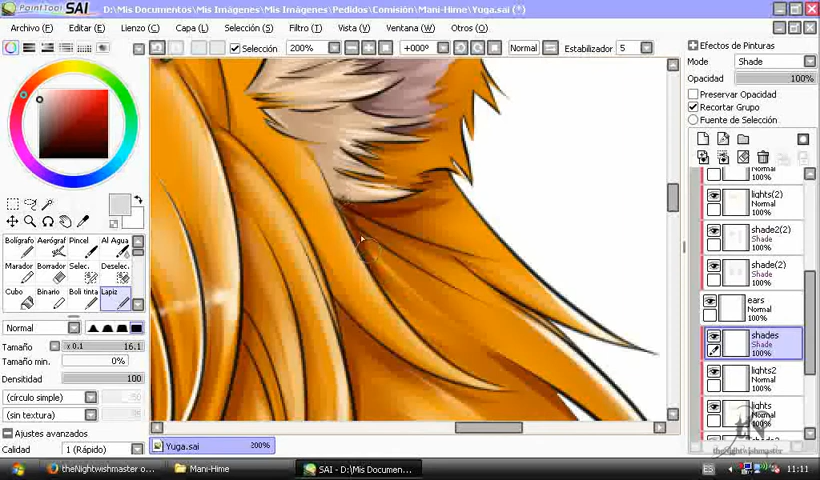 PaintTool SAI D:\Mis Documentos\Mis Imágenes\Mis Imágenes\Pedidos\Comisión\Mani-Hime\Yuga.sai (*)
Archivo (F) Editar (E) Lienzo (C) Capa (L) Selección (S) Filtro (T) Vista (V) Ventana (W) Otros (O)
Selección 200% +000° Normal Estabilizador 5
Efectos de Pinturas
Mode Shade
Opacidad 100%
Preservar Opacidad
Recortar Grupo
Fuente de Selección
Normal
100%
lights(2)
Normal
100%
shade2(2)
Shade
100%
shade(2)
Shade
100%
ears
Normal
100%
shades
Shade
100%
lights2
Normal
100%
lights
Normal
100%
Bolígrafo Aerógraf Pincel Al Agua
Marador Borrador Selec. Deselec.
Cubo Binario Boli tinta Lapiz
Normal
Tamaño x 0.1 16.1
Tamaño min. 0%
Densitdad 100
(círculo simple) 50
(sin textura)
Ajustes avanzados
Calidad 1 (Rápido)
Yuga.sai 200%
theNightwishmaster
theNightwishmaster o... Mani-Hime SAI - D:\Mis Documen... ES 11:11